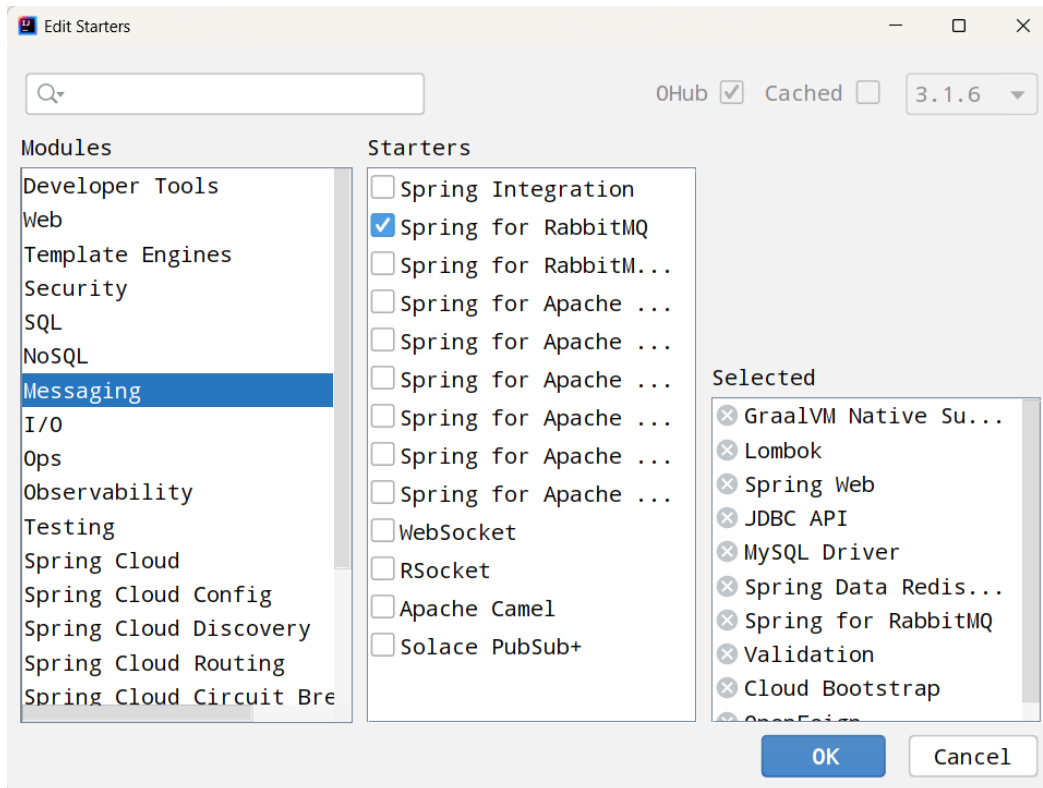 Edit Starters
OHub Cached 3.1.6
Modules
Developer Tools
Web
Template Engines
Security
SQL
NoSQL
Messaging
I/O
Ops
Observability
Testing
Spring Cloud
Spring Cloud Config
Spring Cloud Discovery
Spring Cloud Routing
Spring Cloud Circuit Bre
Starters
Spring Integration
Spring for RabbitMQ
Spring for RabbitM...
Spring for Apache ...
Spring for Apache ...
Spring for Apache ...
Spring for Apache ...
Spring for Apache ...
Spring for Apache ...
WebSocket
RSocket
Apache Camel
Solace PubSub+
Selected
GraalVM Native Su...
Lombok
Spring Web
JDBC API
MySQL Driver
Spring Data Redis...
Spring for RabbitMQ
Validation
Cloud Bootstrap
OpenFeign
OK Cancel